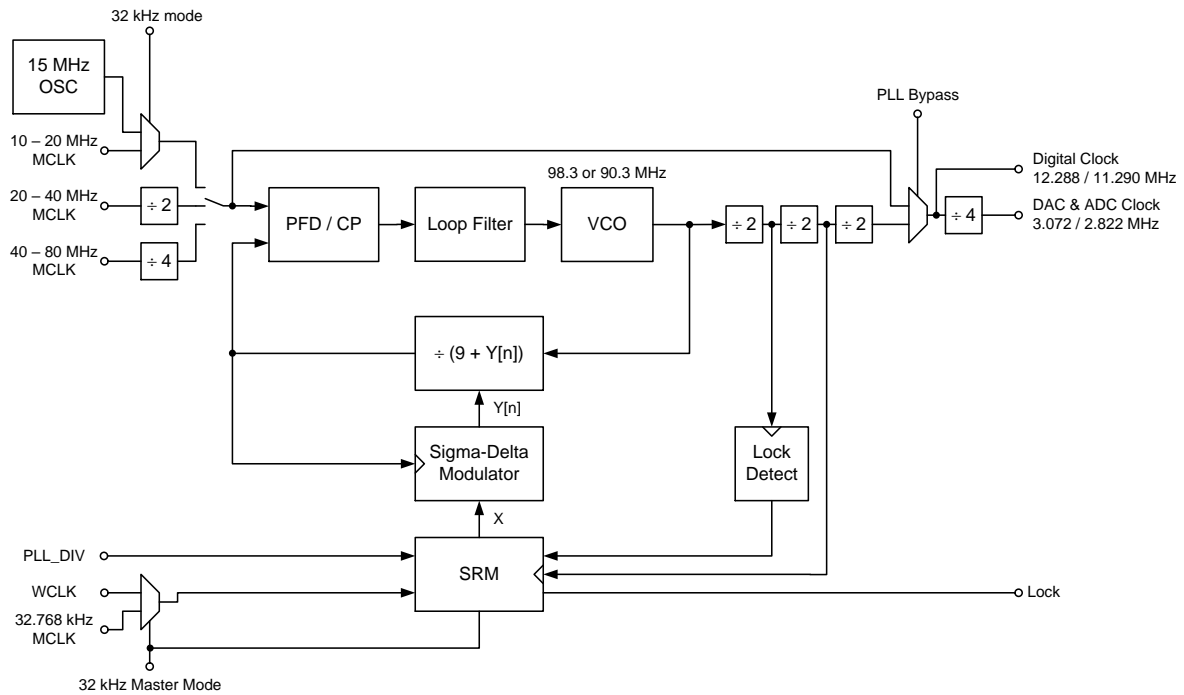 32 kHz mode
15 MHz
OSC
PLL Bypass
10 – 20 MHz
MCLK
20 – 40 MHz
MCLK
÷ 2
40 – 80 MHz
MCLK
÷ 4
PFD / CP
Loop Filter
98.3 or 90.3 MHz
VCO
÷ 2
÷ 2
÷ 2
Digital Clock
12.288 / 11.290 MHz
÷ 4
DAC & ADC Clock
3.072 / 2.822 MHz
÷ (9 + Y[n])
Y[n]
Sigma-Delta
Modulator
Lock
Detect
X
PLL_DIV
SRM
WCLK
32.768 kHz
MCLK
Lock
32 kHz Master Mode